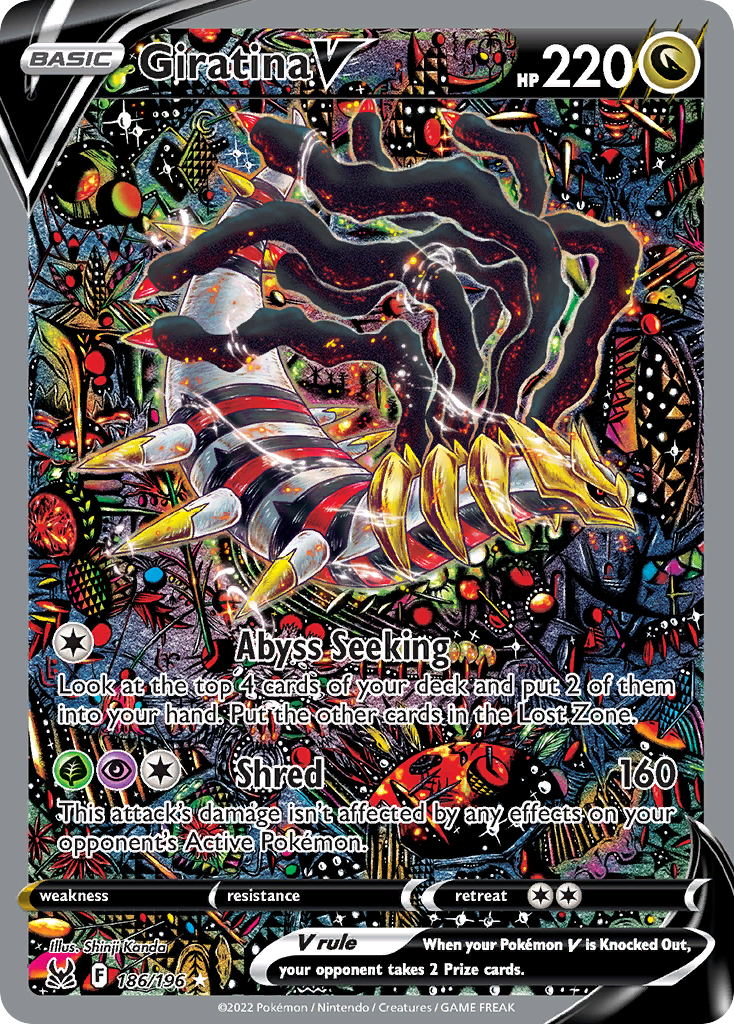 BASIC Giratina V HP 220
Abyss Seeking
Look at the top 4 cards of your deck and put 2 of them
into your hand. Put the other cards in the Lost Zone.
Shred 160
This attack's damage isn't affected by any effects on your
opponent's Active Pokémon.
weakness resistance retreat
Illus. Shinji Kanda
V rule When your Pokémon V is Knocked Out,
your opponent takes 2 Prize cards.
F 186/196
©2022 Pokémon / Nintendo / Creatures / GAME FREAK